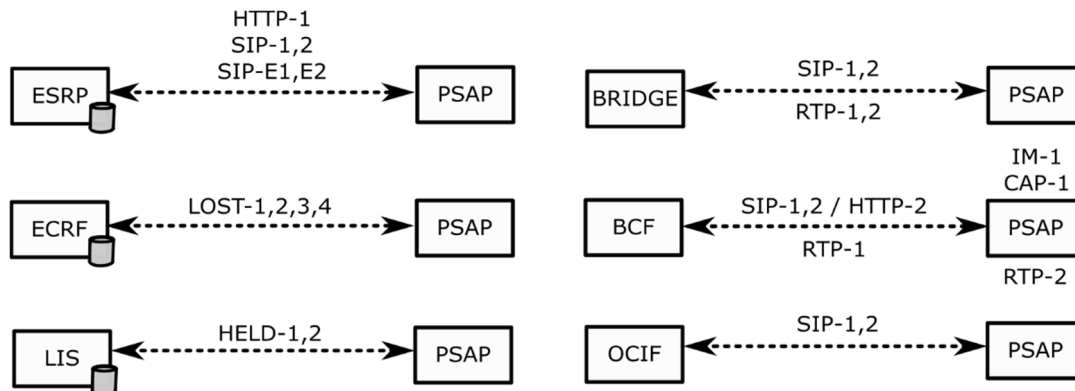 HTTP-1
SIP-1,2
SIP-E1,E2
ESRP
PSAP
SIP-1,2
BRIDGE
RTP-1,2
PSAP
LOST-1,2,3,4
ECRF
PSAP
IM-1
CAP-1
SIP-1,2 / HTTP-2
BCF
RTP-1
PSAP
RTP-2
HELD-1,2
LIS
PSAP
SIP-1,2
OCIF
PSAP